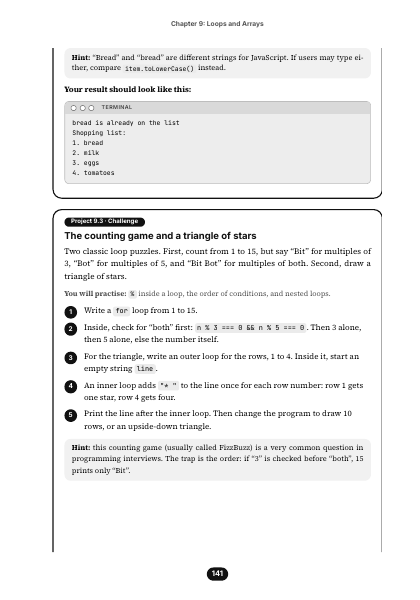 Chapter 9: Loops and Arrays
Hint: “Bread” and “bread” are different strings for JavaScript. If users may type ei-
ther, compare item.toLowerCase() instead.
Your result should look like this:
TERMINAL
bread is already on the list
Shopping list:
1. bread
2. milk
3. eggs
4. tomatoes
Project 9.3 · Challenge
The counting game and a triangle of stars
Two classic loop puzzles. First, count from 1 to 15, but say “Bit” for multiples of
3, “Bot” for multiples of 5, and “Bit Bot” for multiples of both. Second, draw a
triangle of stars.
You will practise: % inside a loop, the order of conditions, and nested loops.
1 Write a for loop from 1 to 15.
2 Inside, check for “both” first: n % 3 === 0 && n % 5 === 0 . Then 3 alone,
then 5 alone, else the number itself.
3 For the triangle, write an outer loop for the rows, 1 to 4. Inside it, start an
empty string line .
4 An inner loop adds "* " to the line once for each row number: row 1 gets
one star, row 4 gets four.
5 Print the line after the inner loop. Then change the program to draw 10
rows, or an upside-down triangle.
Hint: this counting game (usually called FizzBuzz) is a very common question in
programming interviews. The trap is the order: if “3” is checked before “both”, 15
prints only “Bit”.
141